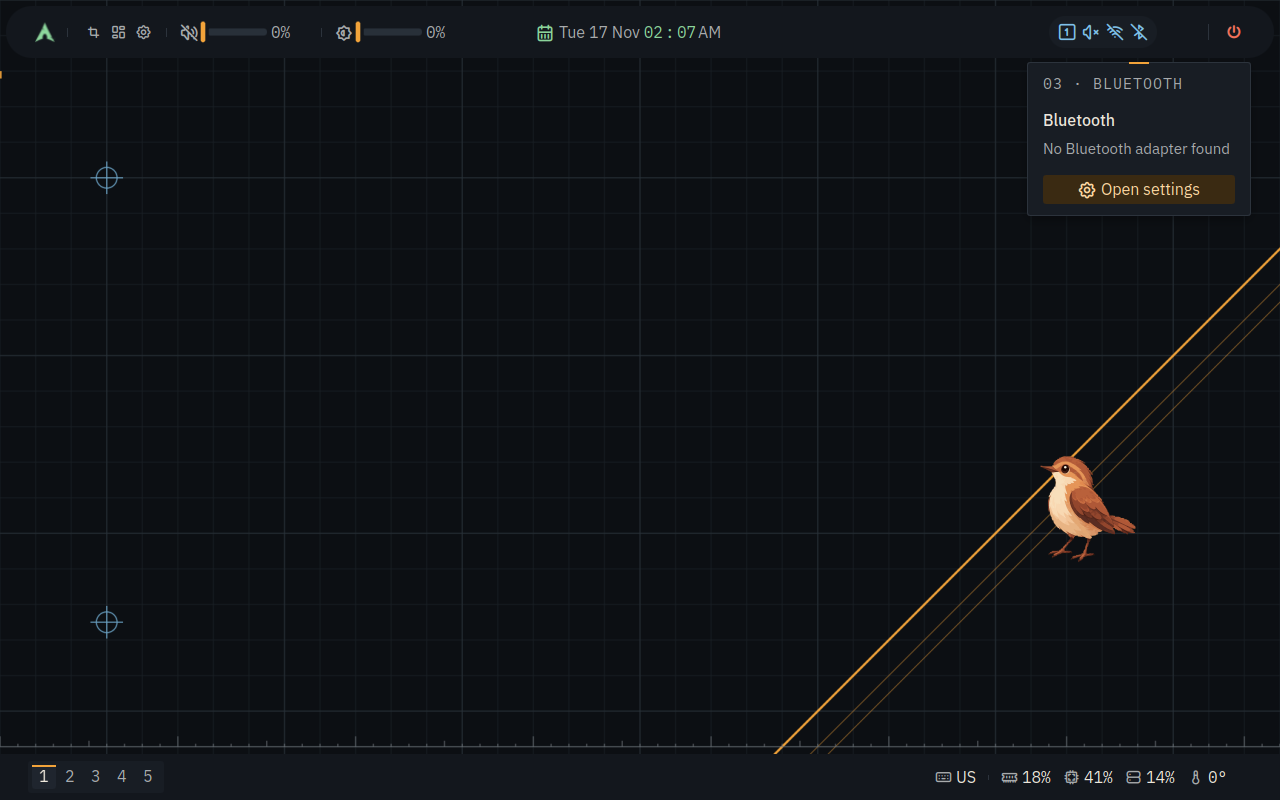 0%
0%
Tue 17 Nov 02:07 AM
1
03 · BLUETOOTH
Bluetooth
No Bluetooth adapter found
Open settings
1 2 3 4 5
US
18% 41% 14% 0°